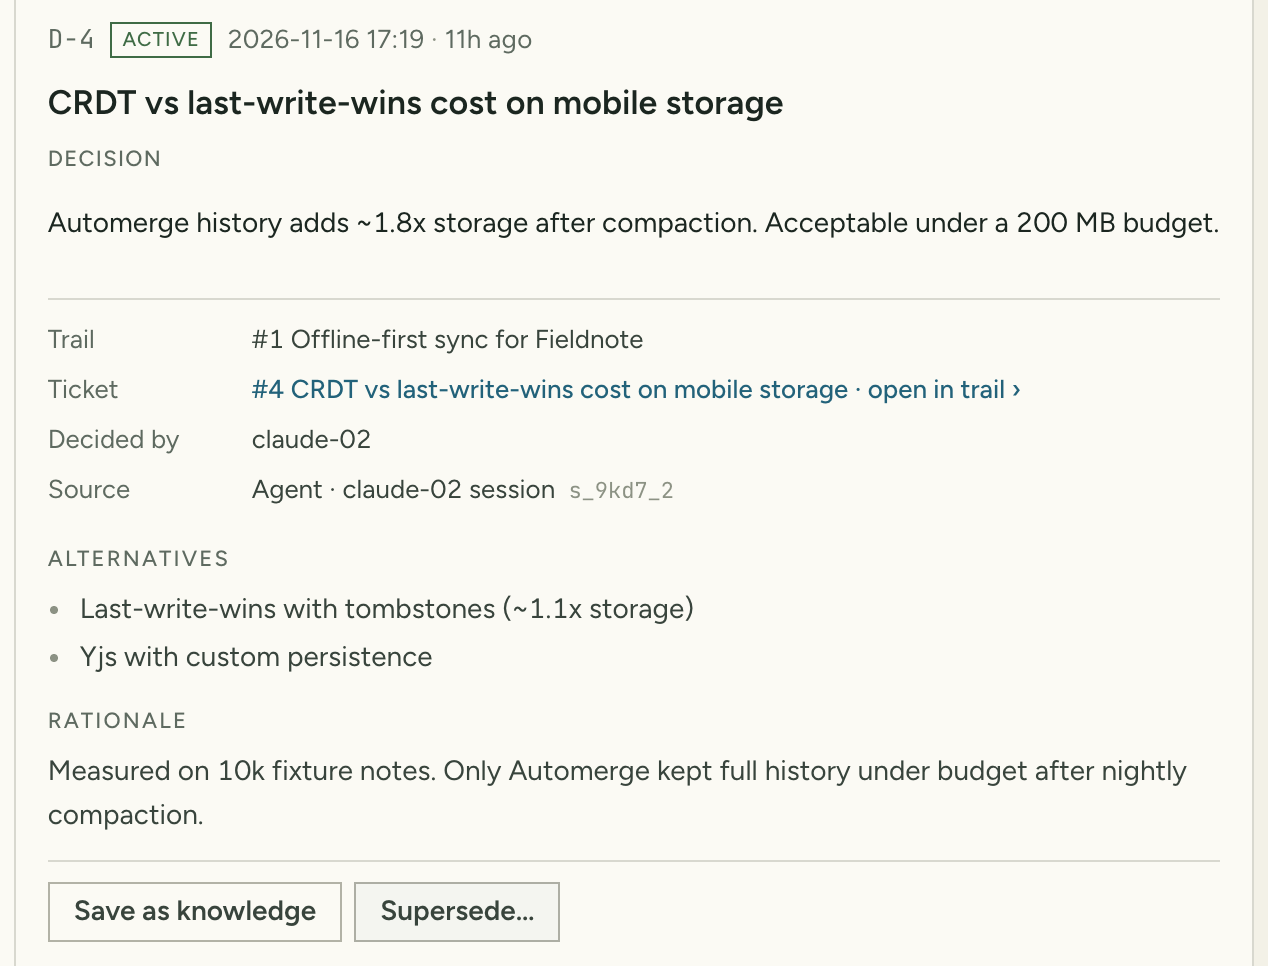 D-4 ACTIVE 2026-11-16 17:19 · 11h ago
CRDT vs last-write-wins cost on mobile storage
DECISION
Automerge history adds ~1.8x storage after compaction. Acceptable under a 200 MB budget.
Trail #1 Offline-first sync for Fieldnote
Ticket #4 CRDT vs last-write-wins cost on mobile storage · open in trail ›
Decided by claude-02
Source Agent · claude-02 session s_9kd7_2
ALTERNATIVES
• Last-write-wins with tombstones (~1.1x storage)
• Yjs with custom persistence
RATIONALE
Measured on 10k fixture notes. Only Automerge kept full history under budget after nightly
compaction.
Save as knowledge Supersede...